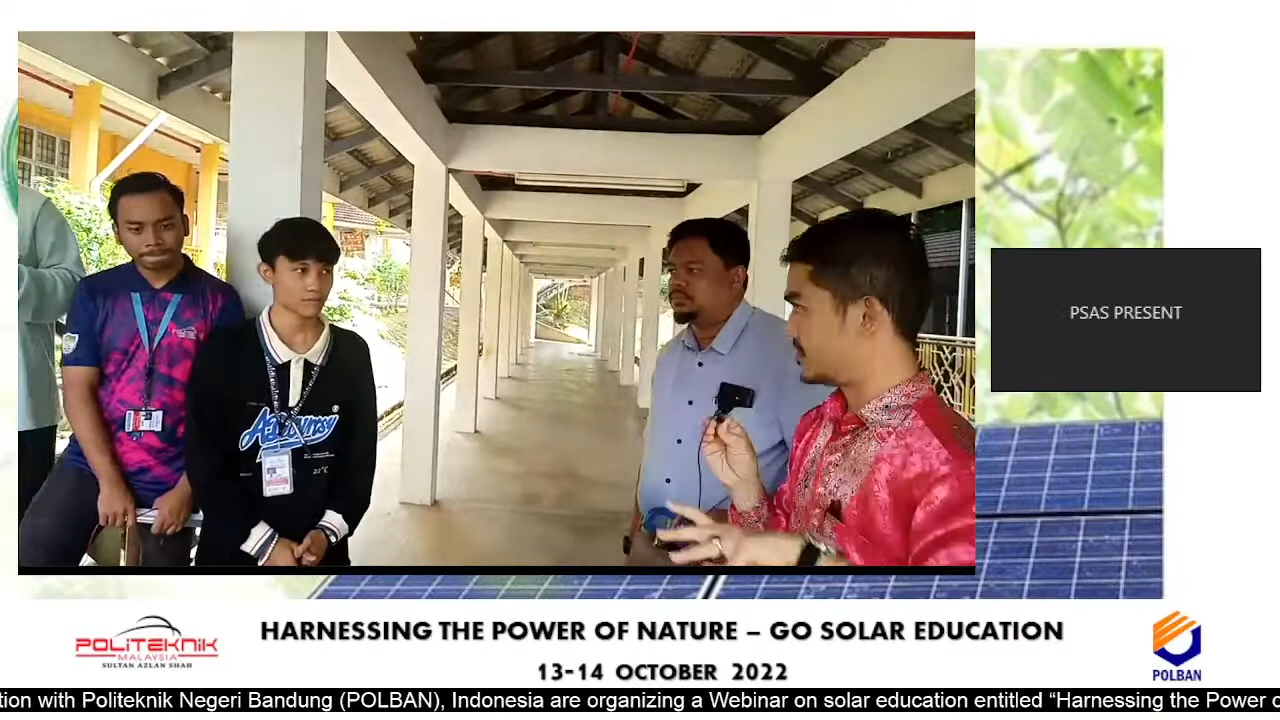 PSAS PRESENT
22°C
POLITEKNIK
MALAYSIA
SULTAN AZLAN SHAH
HARNESSING THE POWER OF NATURE – GO SOLAR EDUCATION
13-14 OCTOBER 2022
POLBAN
tion with Politeknik Negeri Bandung (POLBAN), Indonesia are organizing a Webinar on solar education entitled “Harnessing the Power o